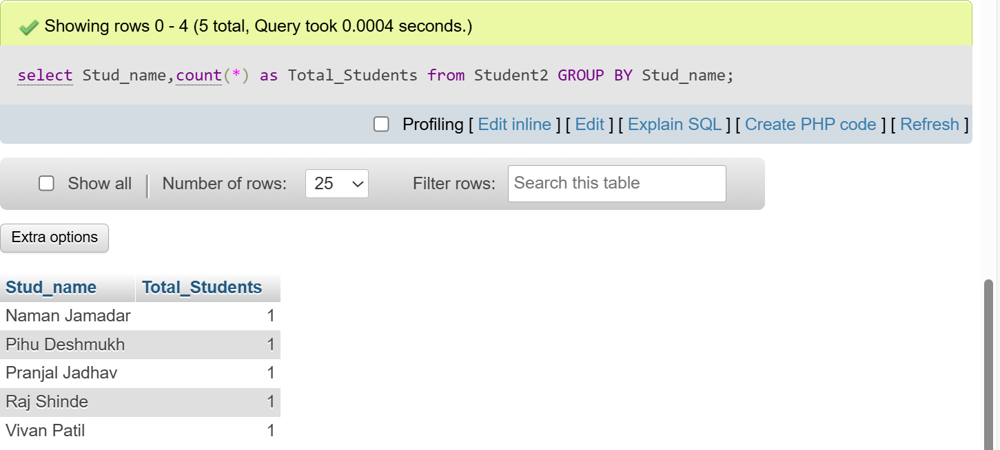 Showing rows 0 - 4 (5 total, Query took 0.0004 seconds.)
select Stud_name,count(*) as Total_Students from Student2 GROUP BY Stud_name;
Profiling [ Edit inline ] [ Edit ] [ Explain SQL ] [ Create PHP code ] [ Refresh ]
Show all | Number of rows: 25 Filter rows: Search this table
Extra options
Stud_name Total_Students
Naman Jamadar 1
Pihu Deshmukh 1
Pranjal Jadhav 1
Raj Shinde 1
Vivan Patil 1